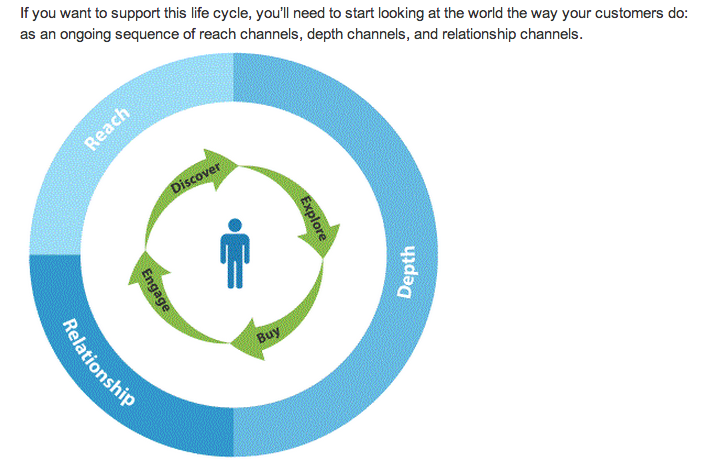 If you want to support this life cycle, you'll need to start looking at the world the way your customers do:
as an ongoing sequence of reach channels, depth channels, and relationship channels.
Reach
Discover
Explore
Depth
Engage
Buy
Relationship